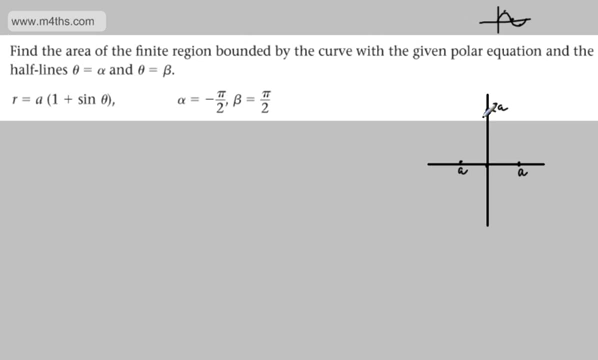 www.m4ths.com
Find the area of the finite region bounded by the curve with the given polar equation and the
half-lines θ = α and θ = β.
r = a (1 + sin θ), α = −π/2, β = π/2
2a
a a